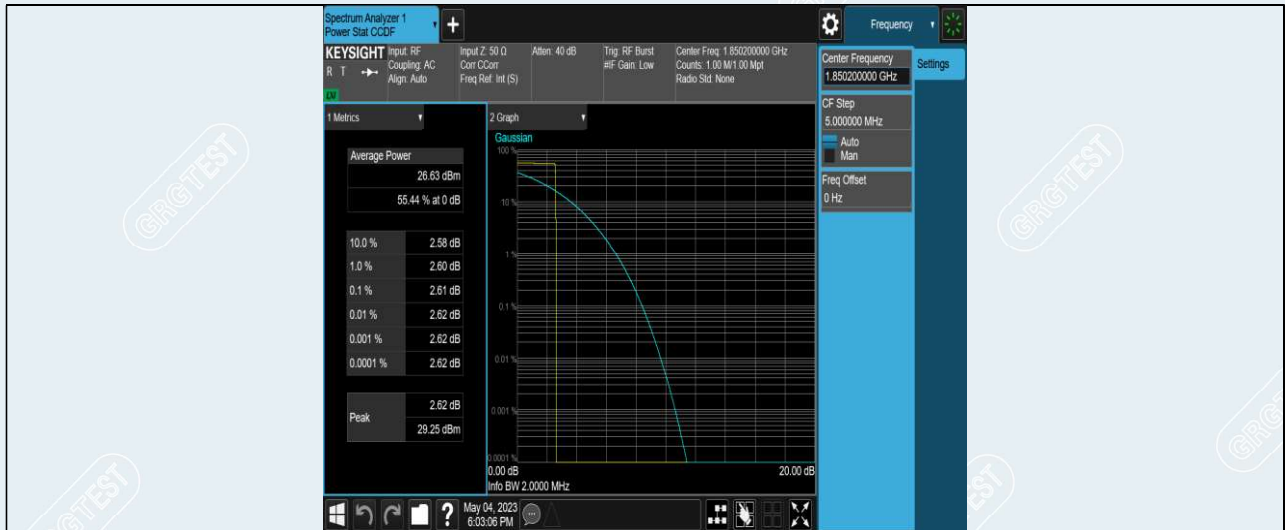 Spectrum Analyzer 1
Power Stat CCDF
+
Frequency
KEYSIGHT
R T
LXI
Input: RF
Coupling: AC
Align: Auto
Input Z: 50 Ω
Corr CCorr
Freq Ref: Int (S)
Atten: 40 dB
Trig: RF Burst
#IF Gain: Low
Center Freq: 1.850200000 GHz
Counts: 1.00 M/1.00 Mpt
Radio Std: None
Center Frequency
1.850200000 GHz
Settings
CF Step
5.000000 MHz
Auto
Man
Freq Offset
0 Hz
1 Metrics
Average Power
26.63 dBm
55.44 % at 0 dB
10.0 % 2.58 dB
1.0 % 2.60 dB
0.1 % 2.61 dB
0.01 % 2.62 dB
0.001 % 2.62 dB
0.0001 % 2.62 dB
Peak
2.62 dB
29.25 dBm
2 Graph
Gaussian
100 %
10 %
1 %
0.1 %
0.01 %
0.001 %
0.0001 %
0.00 dB
20.00 dB
Info BW 2.0000 MHz
?
May 04, 2023
6:03:06 PM
GRGTEST
GRGTEST
GRGTEST
GRGTEST